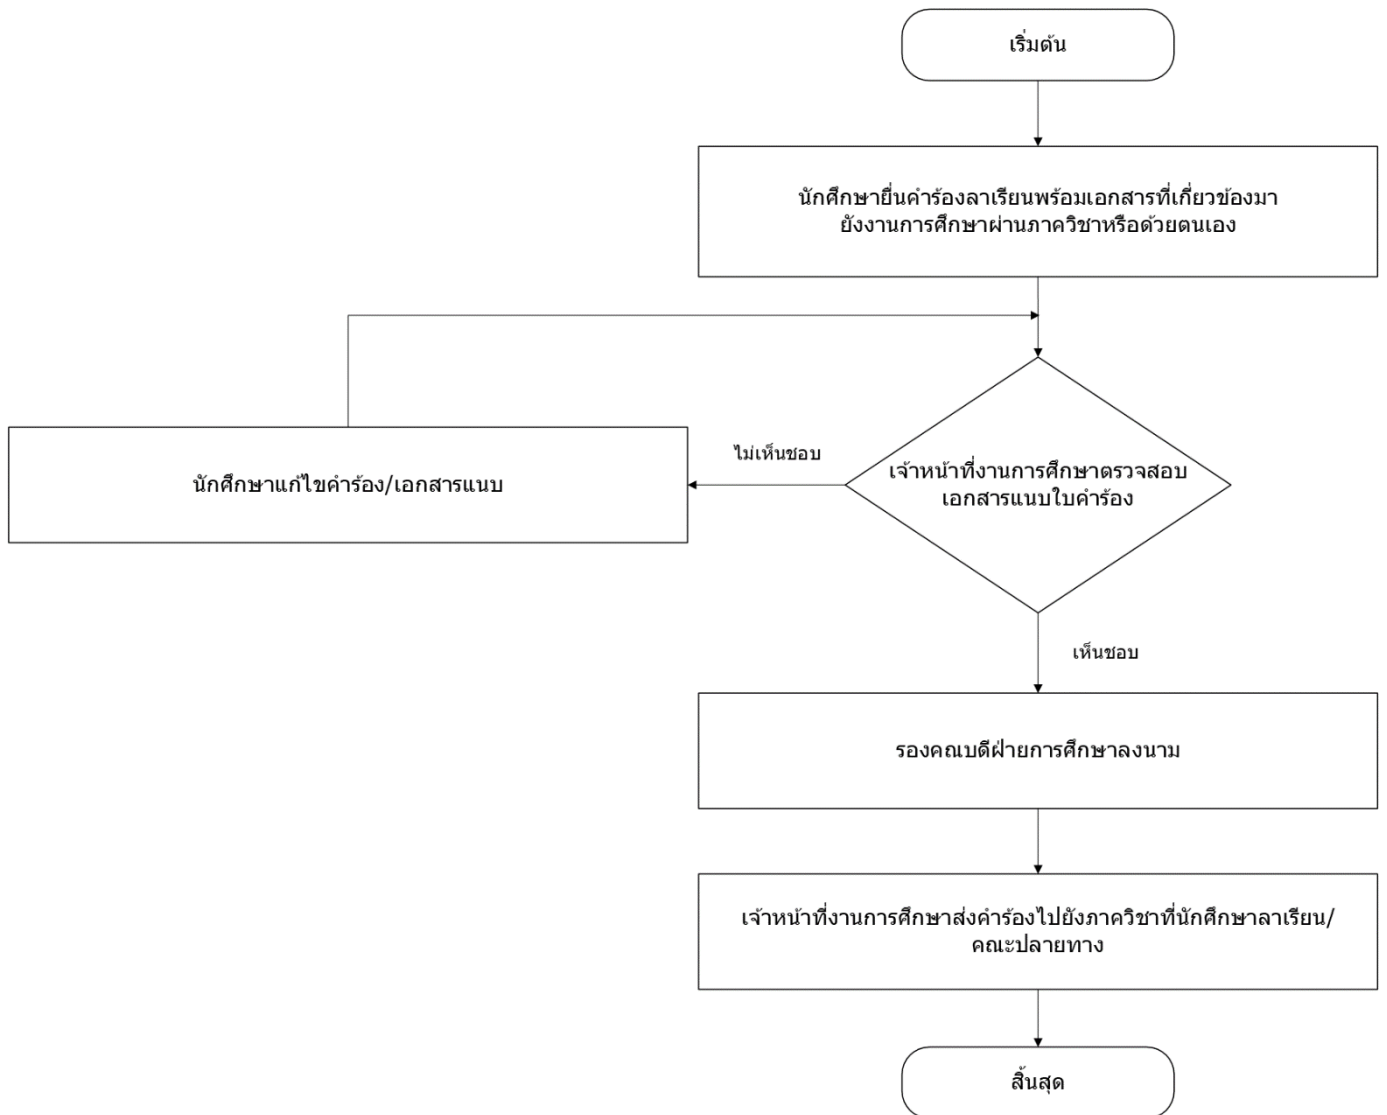 เริ่มต้น
นักศึกษายื่นคำร้องลาเรียนพร้อมเอกสารที่เกี่ยวข้องมา
ยังงานการศึกษาผ่านภาควิชาหรือด้วยตนเอง
ไม่เห็นชอบ
เจ้าหน้าที่งานการศึกษาตรวจสอบ
เอกสารแนบใบคำร้อง
นักศึกษาแก้ไขคำร้อง/เอกสารแนบ
เห็นชอบ
รองคณบดีฝ่ายการศึกษาลงนาม
เจ้าหน้าที่งานการศึกษาส่งคำร้องไปยังภาควิชาที่นักศึกษาลาเรียน/
คณะปลายทาง
สิ้นสุด